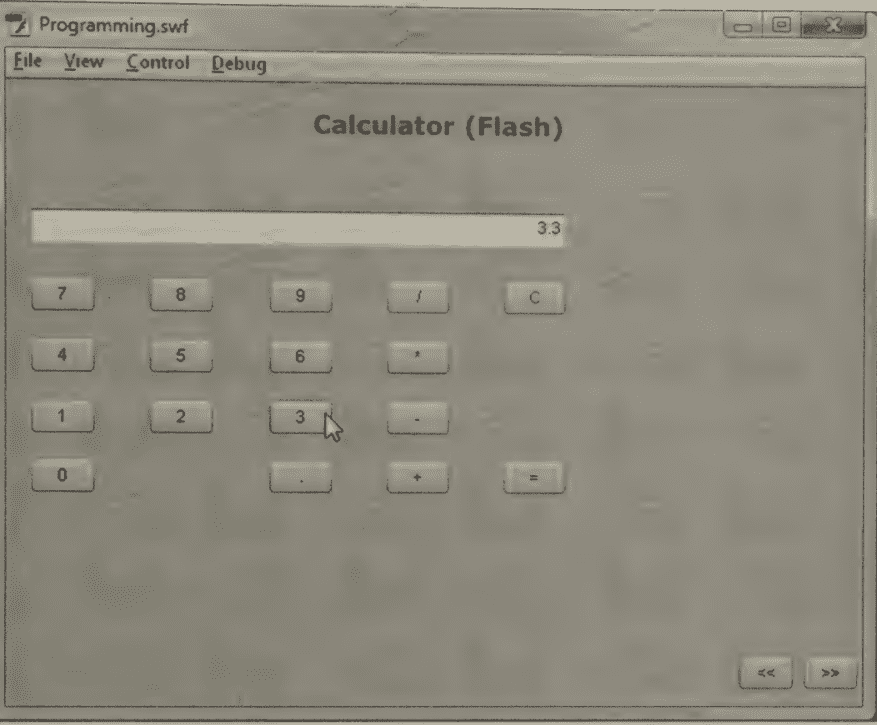 Programming.swf
File View Control Debug
Calculator (Flash)
3.3
7 8 9 / C
4 5 6 *
1 2 3 -
0 . + =
<< >>